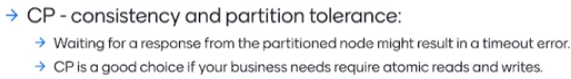 → CP - consistency and partition tolerance:
→ Waiting for a response from the partitioned node might result in a timeout error.
→ CP is a good choice if your business needs require atomic reads and writes.